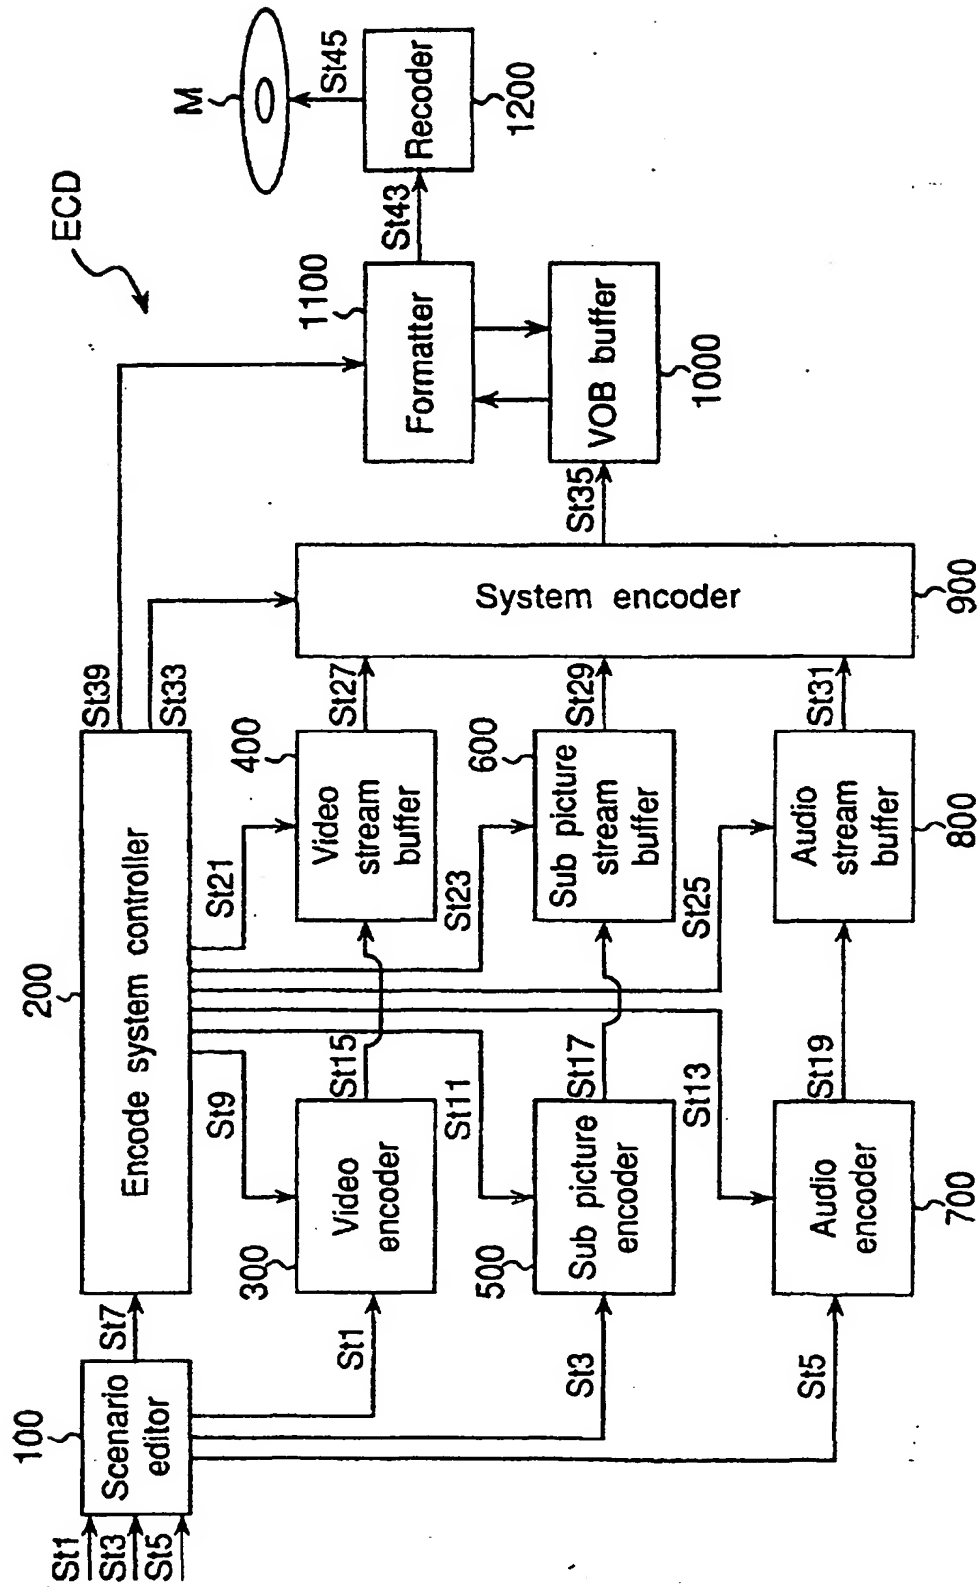 ECD
M
St45
Recoder
1200
St43
1100
Formatter
VOB buffer
1000
St35
St39
St33
System encoder
900
200
Encode system controller
St7
100
Scenario
editor
St1
St3
St5
St21
400
Video
stream
buffer
St27
St23
600
Sub picture
stream
buffer
St29
St25
Audio
stream
buffer
800
St31
St9
300
Video
encoder
St15
St11
500
Sub picture
encoder
St17
St13
Audio
encoder
700
St19
St1
St3
St5